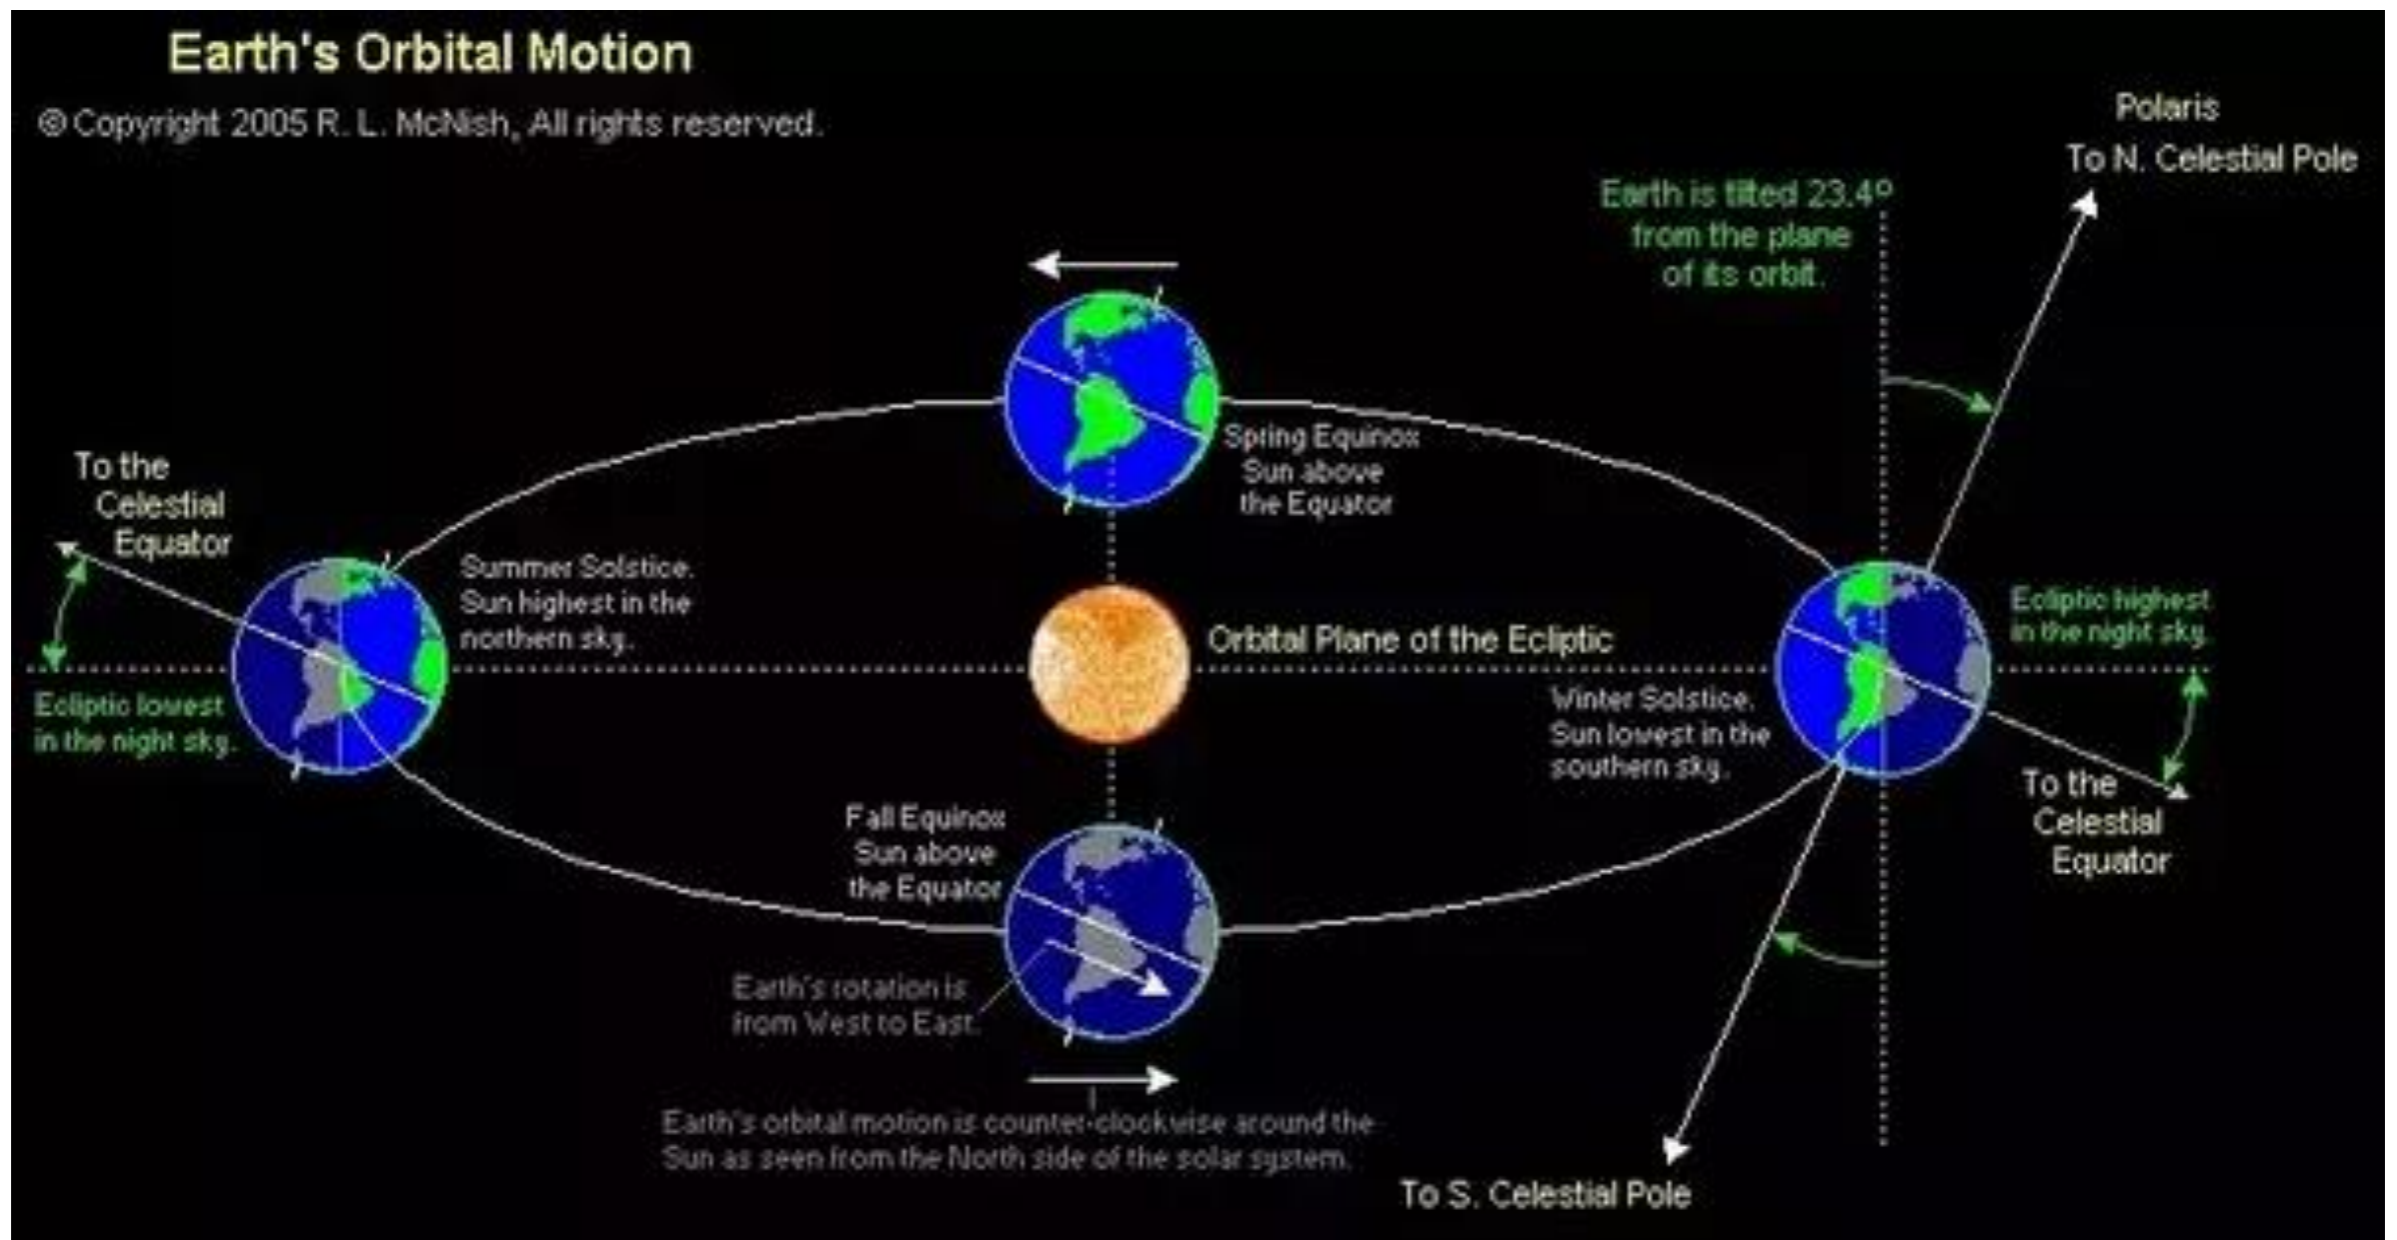 Earth's Orbital Motion
© Copyright 2005 R. L. McNish, All rights reserved.
Polaris
To N. Celestial Pole
Earth is tilted 23.4º
from the plane
of its orbit.
Spring Equinox
Sun above
the Equator
To the
Celestial
Equator
Summer Solstice.
Sun highest in the
northern sky.
Ecliptic lowest
in the night sky.
Orbital Plane of the Ecliptic
Ecliptic highest
in the night sky.
Winter Solstice.
Sun lowest in the
southern sky.
To the
Celestial
Equator
Fall Equinox
Sun above
the Equator
Earth's rotation is
from West to East.
Earth's orbital motion is counter-clockwise around the
Sun as seen from the North side of the solar system.
To S. Celestial Pole